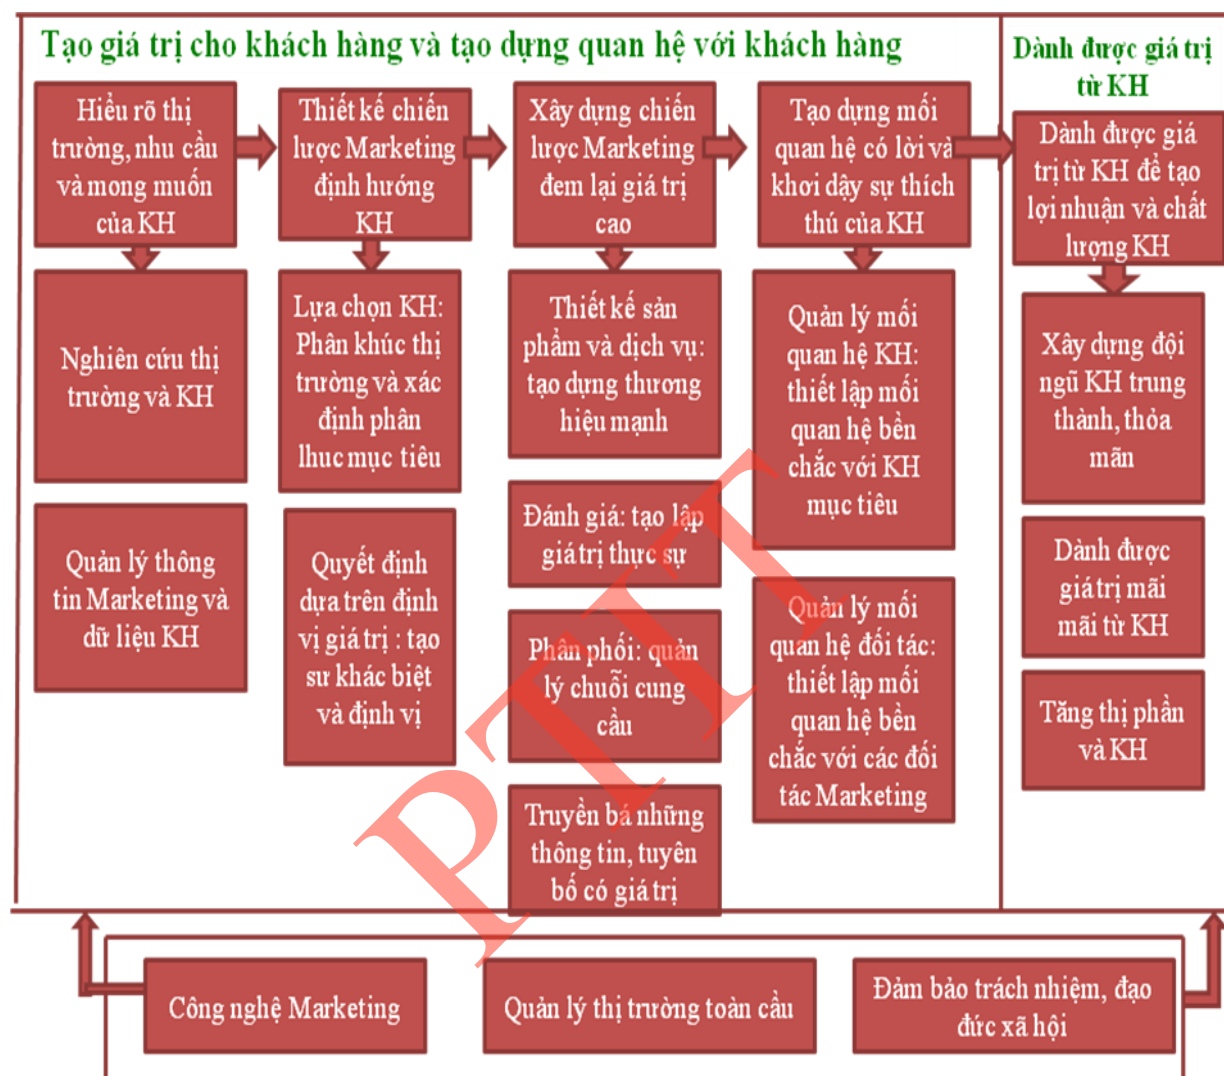 Tạo giá trị cho khách hàng và tạo dựng quan hệ với khách hàng
Dành được giá trị
từ KH
Hiểu rõ thị
trường, nhu cầu
và mong muốn
của KH
Thiết kế chiến
lược Marketing
định hướng
KH
Xây dựng chiến
lược Marketing
đem lại giá trị
cao
Tạo dựng mối
quan hệ có lời và
khơi dậy sự thích
thú của KH
Dành được giá
trị từ KH để tạo
lợi nhuận và chất
lượng KH
Nghiên cứu thị
trường và KH
Quản lý thông
tin Marketing và
dữ liệu KH
Lựa chọn KH:
Phân khúc thị
trường và xác
định phân
lhuc mục tiêu
Quyết định
dựa trên định
vị giá trị : tạo
sư khác biệt
và định vị
Thiết kế sản
phẩm và dịch vụ:
tạo dựng thương
hiệu mạnh
Đánh giá: tạo lập
giá trị thực sự
Phân phối: quản
lý chuỗi cung
cầu
Truyền bá những
thông tin, tuyên
bố có giá trị
Quản lý mối
quan hệ KH:
thiết lập mối
quan hệ bền
chắc với KH
mục tiêu
Quản lý mối
quan hệ đối tác:
thiết lập mối
quan hệ bền
chắc với các đối
tác Marketing
Xây dựng đội
ngũ KH trung
thành, thỏa
mãn
Dành được
giá trị mãi
mãi từ KH
Tăng thị phần
và KH
PTIT
Công nghệ Marketing
Quản lý thị trường toàn cầu
Đảm bảo trách nhiệm, đạo
đức xã hội